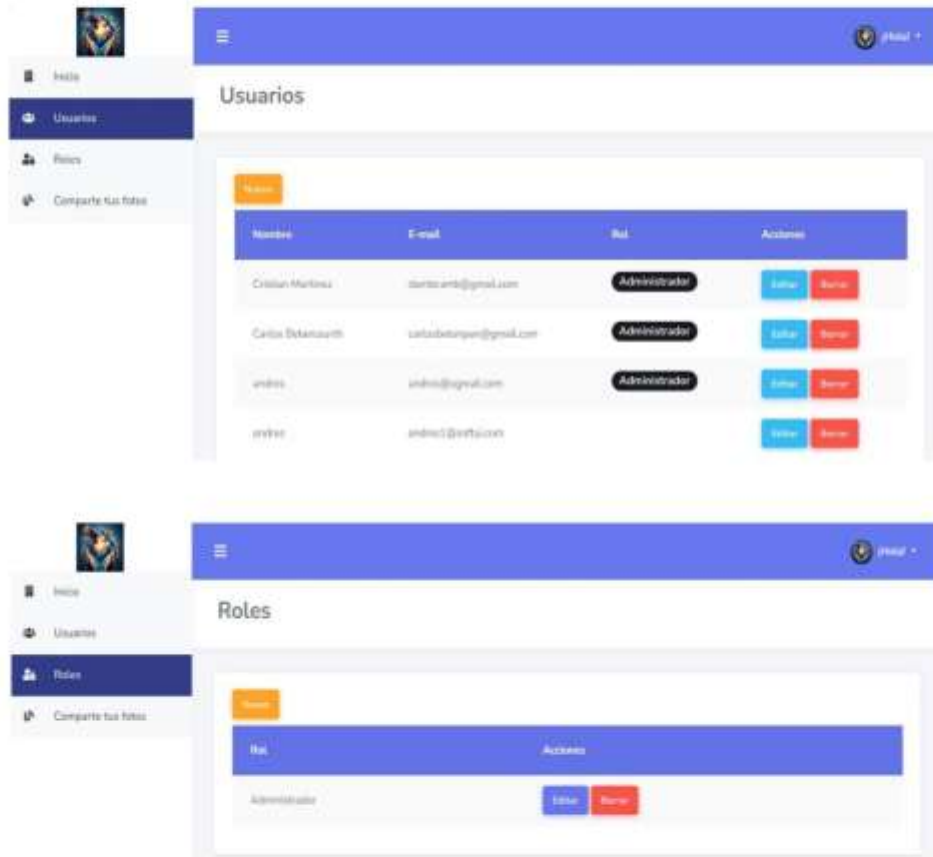 ¡Hola!
Inicio
Usuarios
Usuarios
Roles
Comparte tus fotos
Nuevo
Nombre E-mail Rol Acciones
Cristian Martinez Administrador Editar Borrar
Carlos Betancourth Administrador Editar Borrar
andres Administrador Editar Borrar
andres Editar Borrar
¡Hola!
Inicio
Roles
Usuarios
Roles
Comparte tus fotos
Nuevo
Rol Acciones
Administrador Editar Borrar